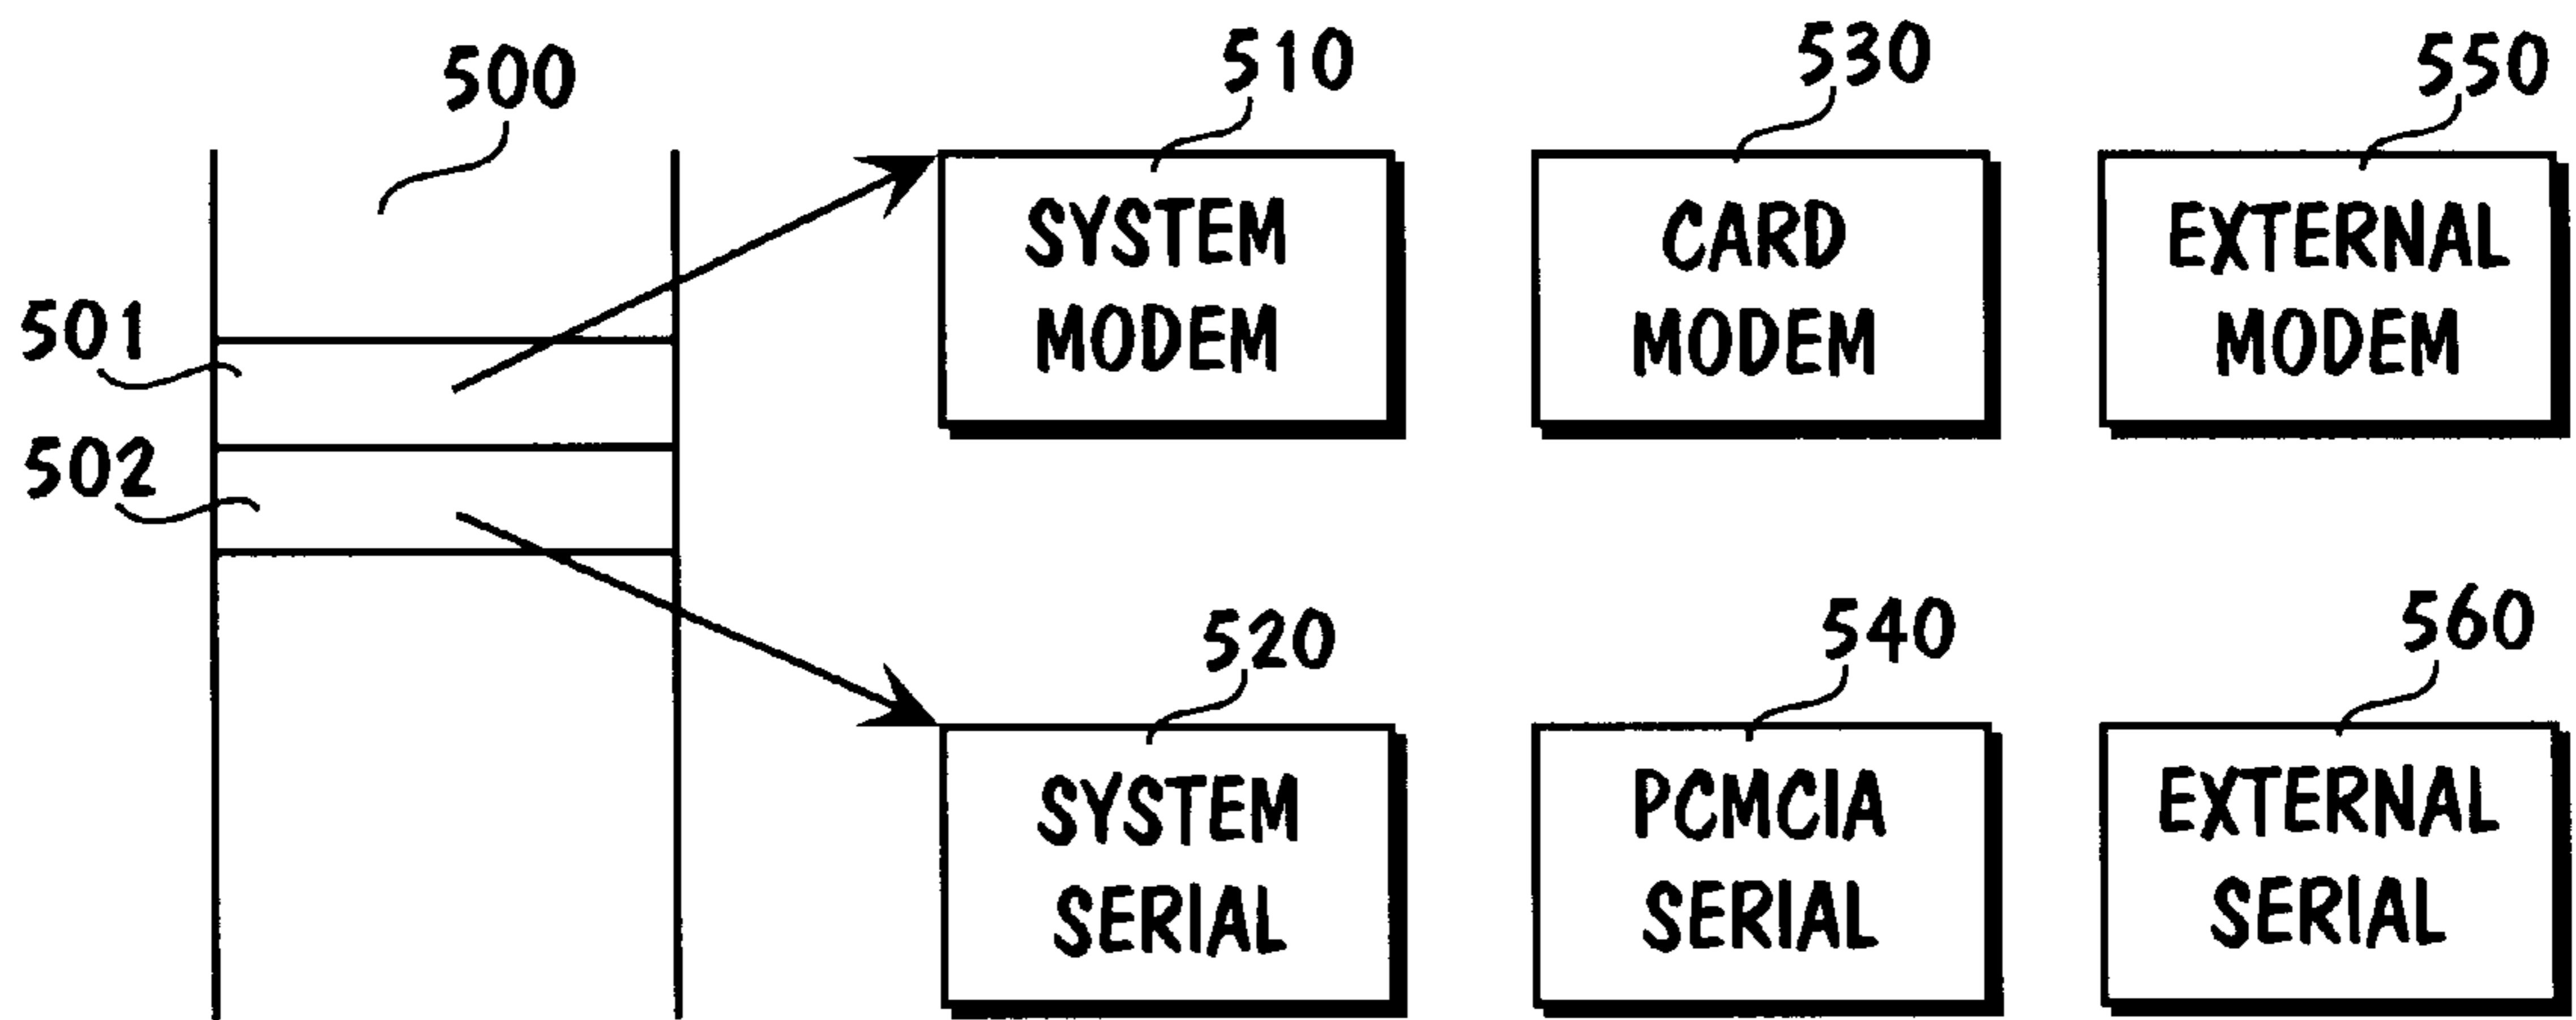 500
510
530
550
SYSTEM
MODEM
CARD
MODEM
EXTERNAL
MODEM
501
502
520
540
560
SYSTEM
SERIAL
PCMCIA
SERIAL
EXTERNAL
SERIAL